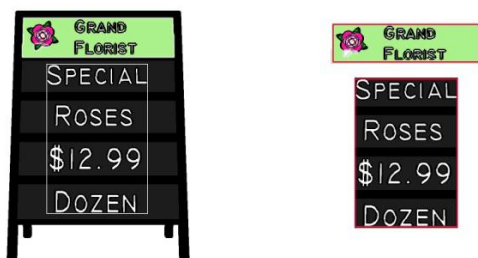 Grand
Florist
Special
Roses
$12.99
Dozen
Grand
Florist
Special
Roses
$12.99
Dozen